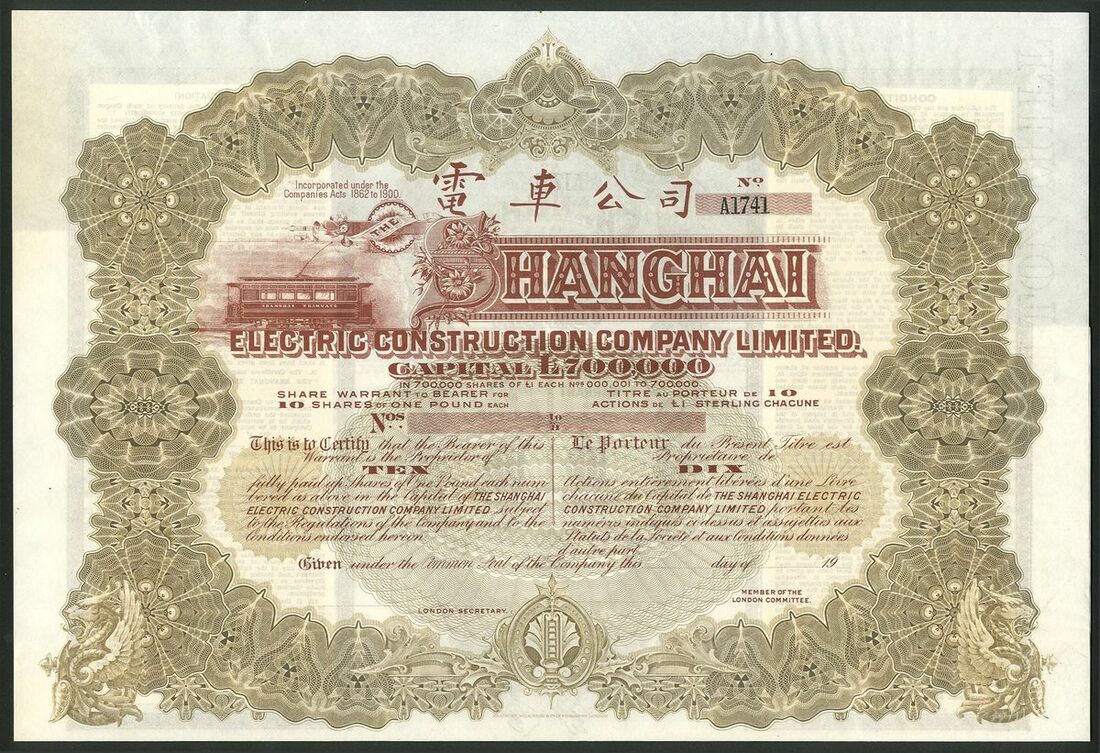 Incorporated under the
Companies Acts 1862 to 1900.
電車公司
No
A1741
THE
SHANGHAI
SHANGHAI TRAMWAYS
ELECTRIC CONSTRUCTION COMPANY LIMITED.
CAPITAL £700,000
IN 700,000 SHARES OF £1 EACH Nos 000,001 TO 700,000.
SHARE WARRANT TO BEARER FOR
10 SHARES OF ONE POUND EACH
TITRE AU PORTEUR DE 10
ACTIONS DE £1 STERLING CHACUNE
Nos
to
This is to Certify that the Bearer of this
Warrant is the Proprietor of
TEN
fully paid up Shares of One Pound each num-
bered as above in the Capital of THE SHANGHAI
ELECTRIC CONSTRUCTION COMPANY LIMITED subject
to the Regulations of the Company and to the
Conditions endorsed hereon
Le Porteur du Présent Titre est
Propriétaire de
DIX
Actions entièrement libérées d'une Livre
chacune du Capital de THE SHANGHAI ELECTRIC
CONSTRUCTION COMPANY LIMITED portant les
numéros indiqués ci dessus et assujetties aux
Statuts de la Société et aux Conditions données
d'autre part
Given under the Common Seal of the Company this day of 19
LONDON SECRETARY.
MEMBER OF THE
LONDON COMMITTEE.